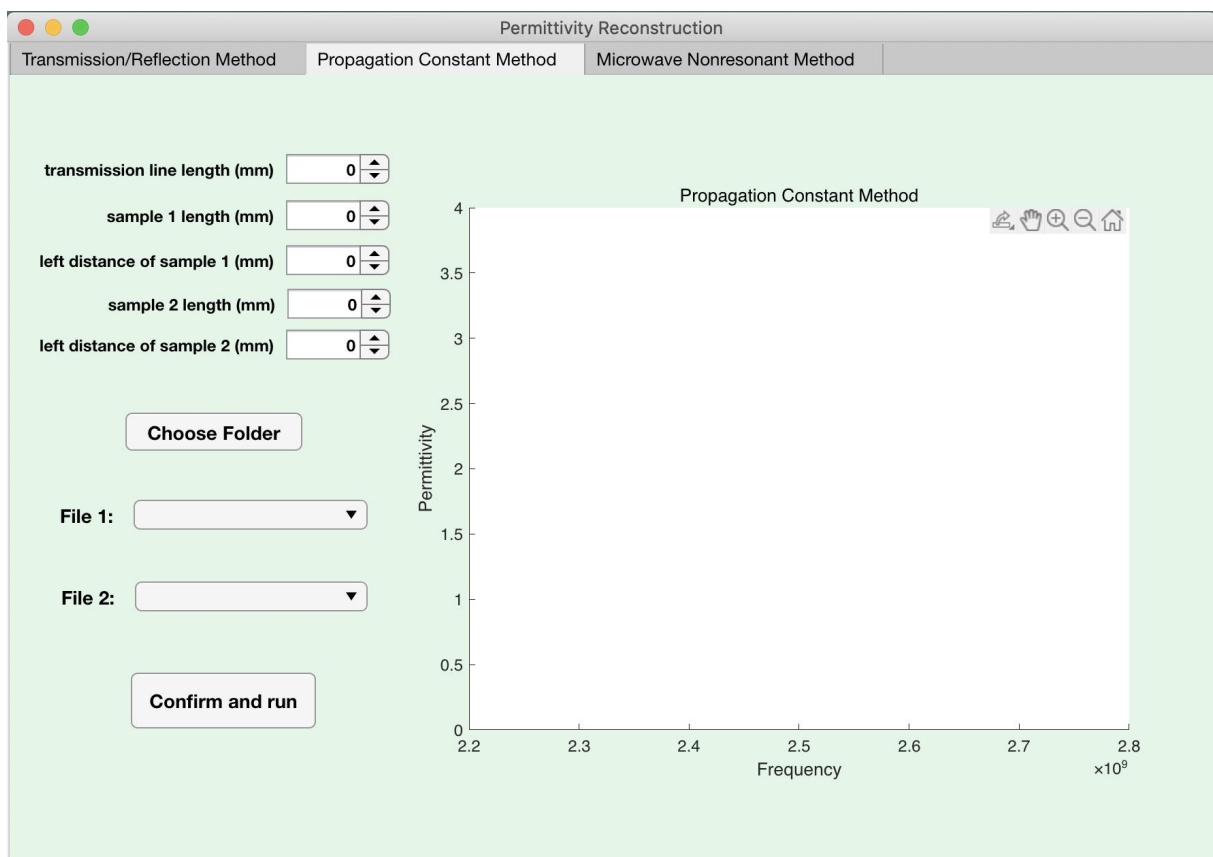 Permittivity Reconstruction
Transmission/Reflection Method
Propagation Constant Method
Microwave Nonresonant Method
transmission line length (mm) 0
sample 1 length (mm) 0
left distance of sample 1 (mm) 0
sample 2 length (mm) 0
left distance of sample 2 (mm) 0
Choose Folder
File 1:
File 2:
Confirm and run
Propagation Constant Method
Permittivity
4
3.5
3
2.5
2
1.5
1
0.5
0
2.2 2.3 2.4 2.5 2.6 2.7 2.8
Frequency
×10⁹